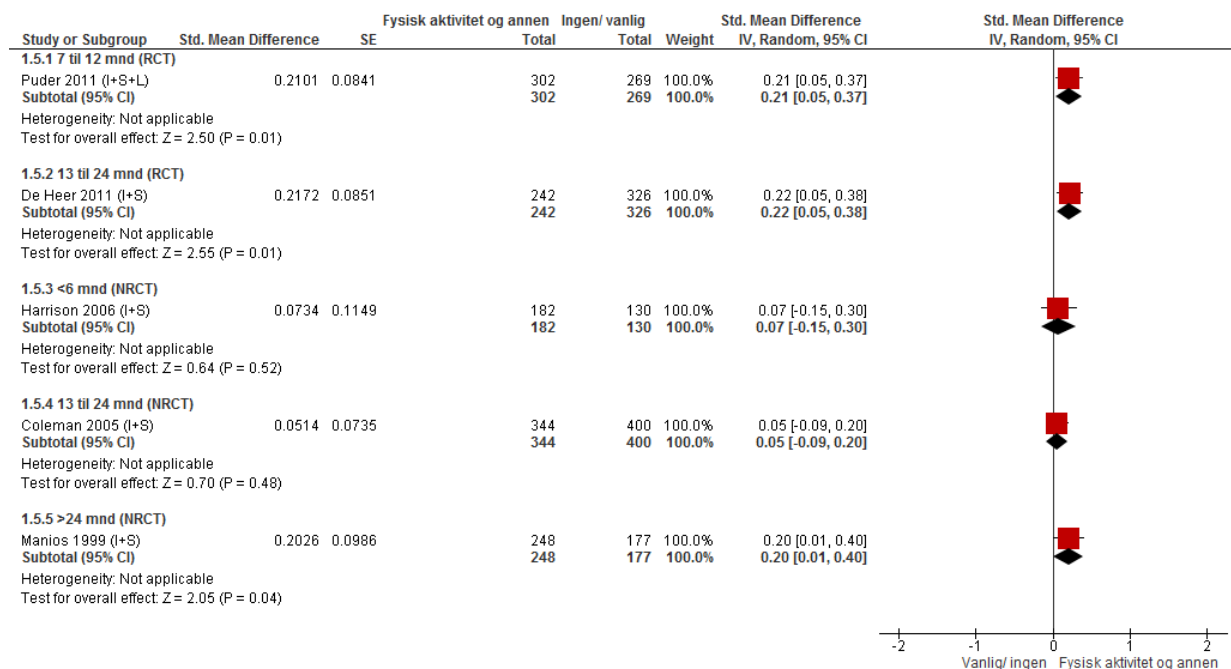 Fysisk aktivitet og annen Ingen/ vanlig Std. Mean Difference Std. Mean Difference
Study or Subgroup Std. Mean Difference SE Total Total Weight IV, Random, 95% CI IV, Random, 95% CI
1.5.1 7 til 12 mnd (RCT)
Puder 2011 (I+S+L) 0.2101 0.0841 302 269 100.0% 0.21 [0.05, 0.37]
Subtotal (95% CI) 302 269 100.0% 0.21 [0.05, 0.37]
Heterogeneity: Not applicable
Test for overall effect: Z = 2.50 (P = 0.01)
1.5.2 13 til 24 mnd (RCT)
De Heer 2011 (I+S) 0.2172 0.0851 242 326 100.0% 0.22 [0.05, 0.38]
Subtotal (95% CI) 242 326 100.0% 0.22 [0.05, 0.38]
Heterogeneity: Not applicable
Test for overall effect: Z = 2.55 (P = 0.01)
1.5.3 <6 mnd (NRCT)
Harrison 2006 (I+S) 0.0734 0.1149 182 130 100.0% 0.07 [-0.15, 0.30]
Subtotal (95% CI) 182 130 100.0% 0.07 [-0.15, 0.30]
Heterogeneity: Not applicable
Test for overall effect: Z = 0.64 (P = 0.52)
1.5.4 13 til 24 mnd (NRCT)
Coleman 2005 (I+S) 0.0514 0.0735 344 400 100.0% 0.05 [-0.09, 0.20]
Subtotal (95% CI) 344 400 100.0% 0.05 [-0.09, 0.20]
Heterogeneity: Not applicable
Test for overall effect: Z = 0.70 (P = 0.48)
1.5.5 >24 mnd (NRCT)
Manios 1999 (I+S) 0.2026 0.0986 248 177 100.0% 0.20 [0.01, 0.40]
Subtotal (95% CI) 248 177 100.0% 0.20 [0.01, 0.40]
Heterogeneity: Not applicable
Test for overall effect: Z = 2.05 (P = 0.04)
-2 -1 0 1 2
Vanlig/ ingen Fysisk aktivitet og annen